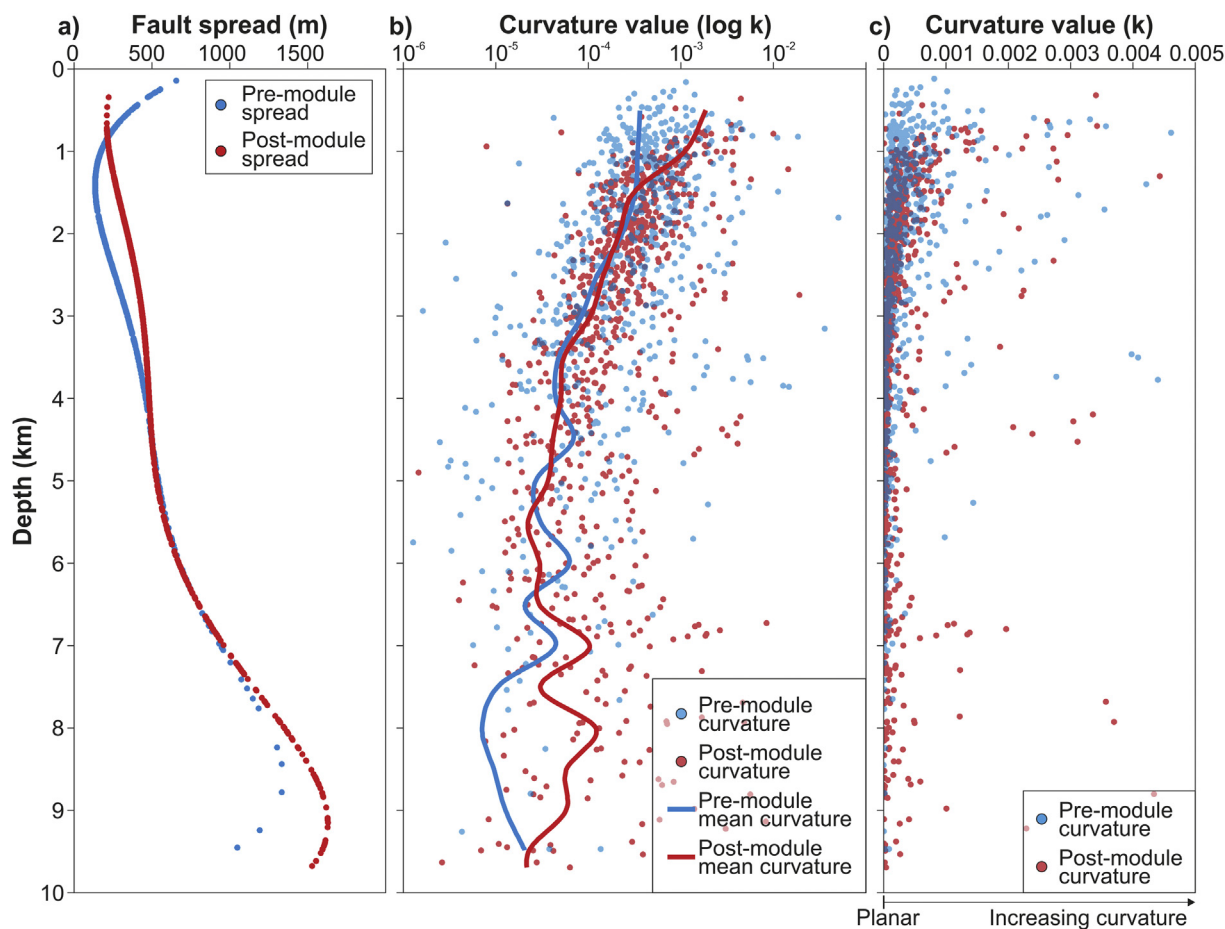 a) Fault spread (m)
0 500 1000 1500
b) Curvature value (log k)
10-6 10-5 10-4 10-3 10-2
c) Curvature value (k)
0 0.001 0.002 0.003 0.004 0.005
Depth (km)
0
1
2
3
4
5
6
7
8
9
10
Pre-module
spread
Post-module
spread
Pre-module
curvature
Post-module
curvature
Pre-module
mean curvature
Post-module
mean curvature
Pre-module
curvature
Post-module
curvature
Planar Increasing curvature